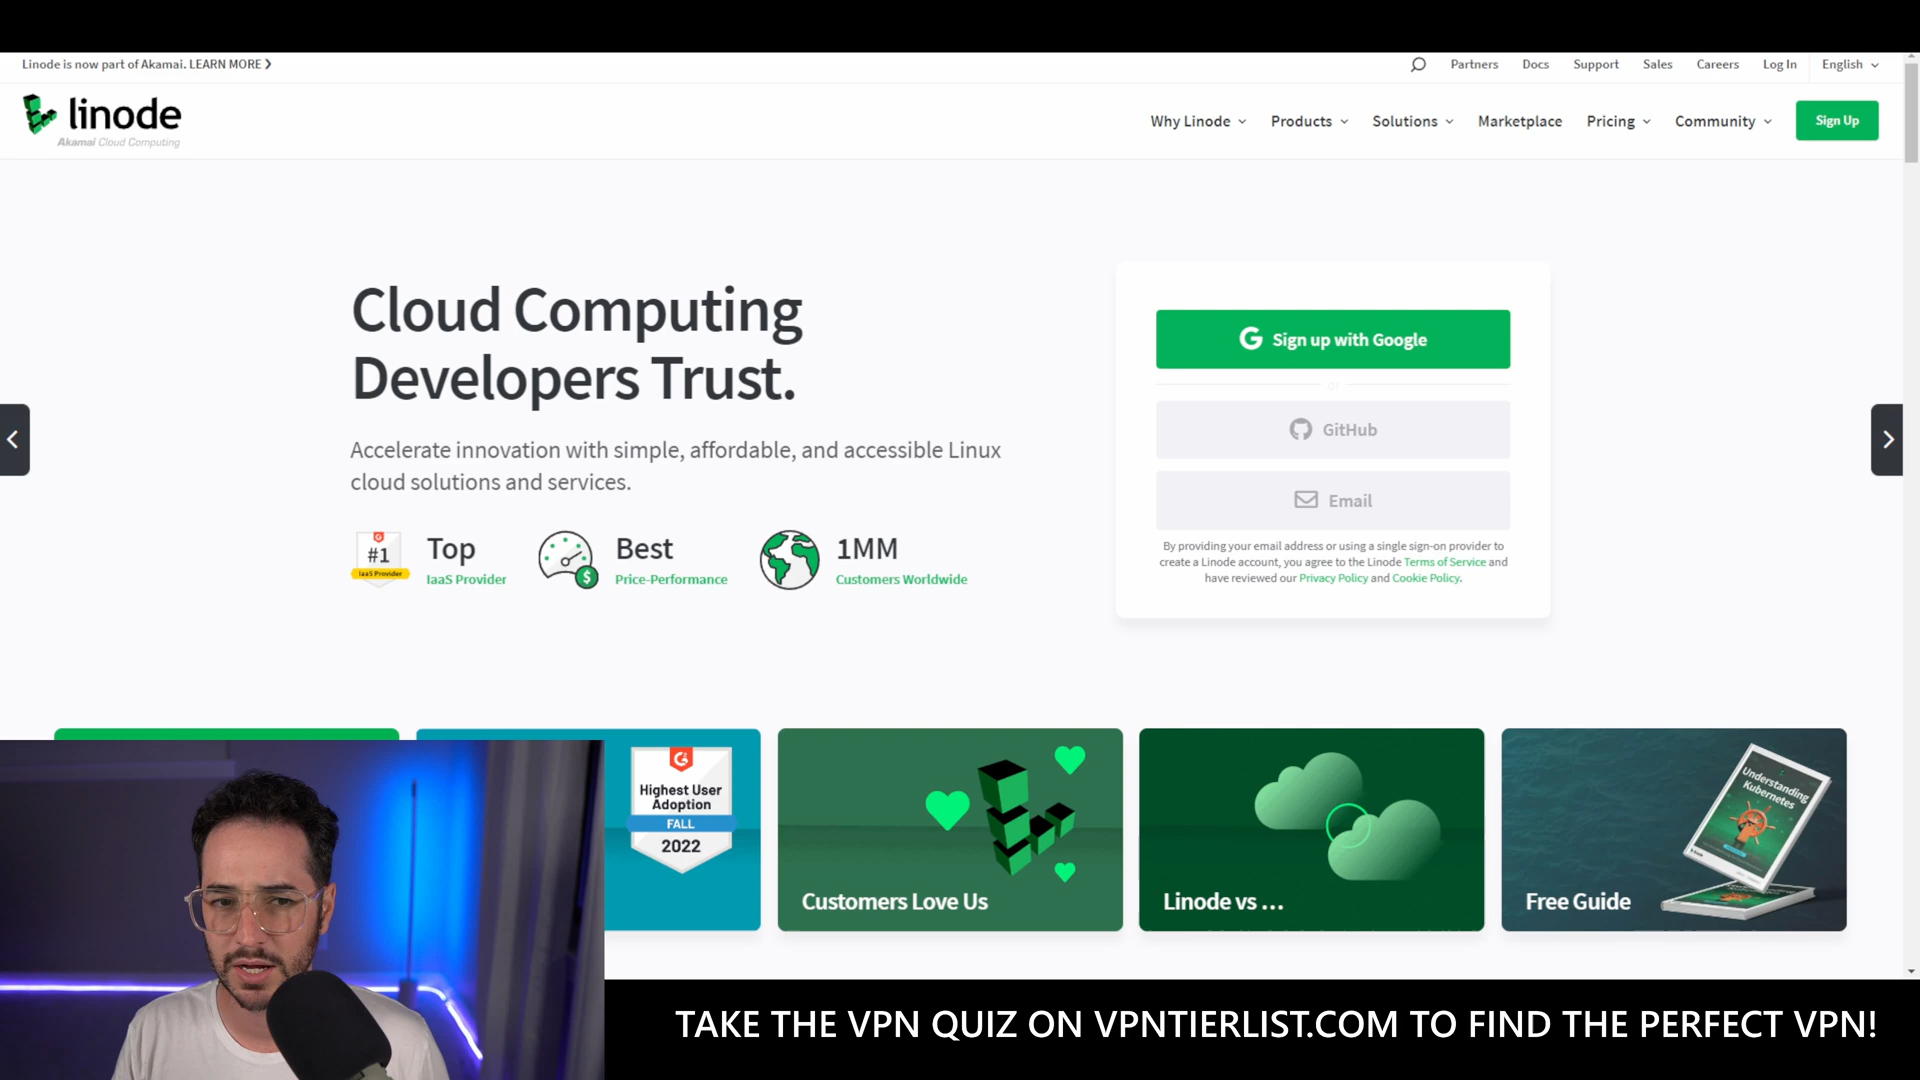 Linode is now part of Akamai. LEARN MORE
Partners
Docs
Support
Sales
Careers
Log In
English
linode
Akamai Cloud Computing
Why Linode
Products
Solutions
Marketplace
Pricing
Community
Sign Up
Cloud Computing
Developers Trust.
Accelerate innovation with simple, affordable, and accessible Linux
cloud solutions and services.
#1
IaaS Provider
Top
IaaS Provider
$
Best
Price-Performance
1MM
Customers Worldwide
G Sign up with Google
or
GitHub
Email
By providing your email address or using a single sign-on provider to
create a Linode account, you agree to the Linode Terms of Service and
have reviewed our Privacy Policy and Cookie Policy.
Highest User
Adoption
FALL
2022
Customers Love Us
Linode vs ...
Understanding
Kubernetes
Free Guide
TAKE THE VPN QUIZ ON VPNTIERLIST.COM TO FIND THE PERFECT VPN!